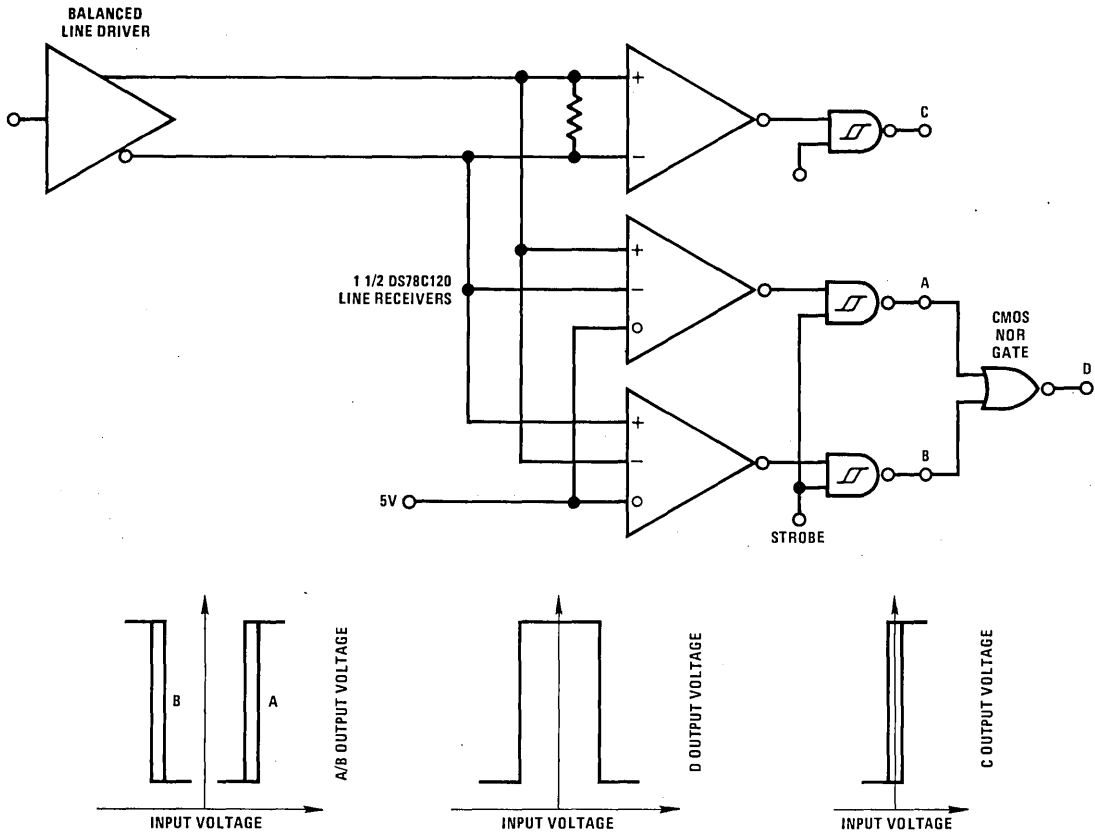 BALANCED
LINE DRIVER
+
−
C
1 1/2 DS78C120
LINE RECEIVERS
+
−
A
CMOS
NOR
GATE
D
+
−
B
5V
STROBE
B
A
A/B OUTPUT VOLTAGE
INPUT VOLTAGE
D OUTPUT VOLTAGE
INPUT VOLTAGE
C OUTPUT VOLTAGE
INPUT VOLTAGE